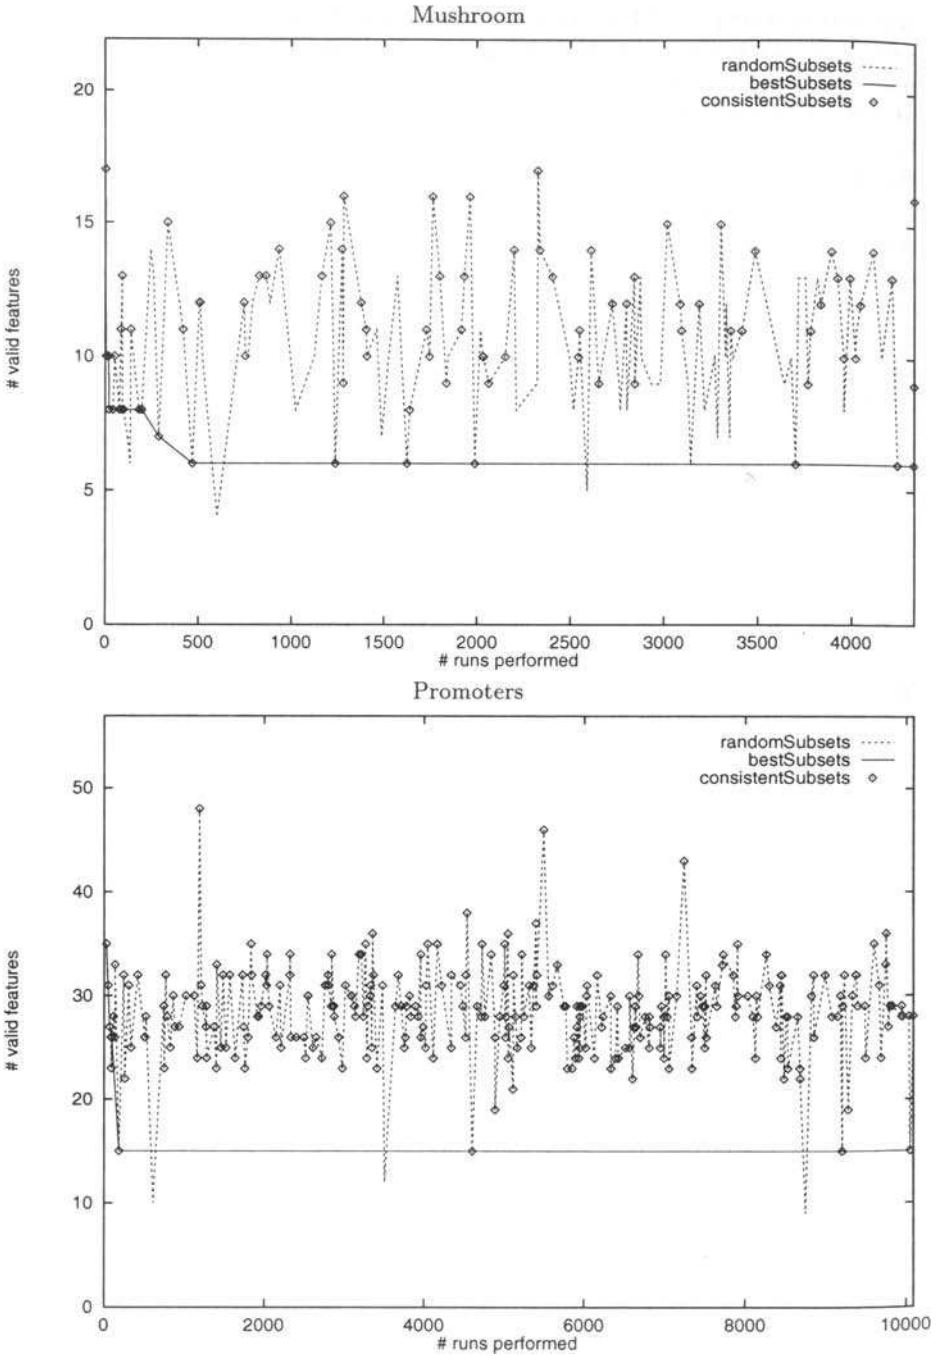 Mushroom
randomSubsets
bestSubsets
consistentSubsets
20
15
10
5
0
# valid features
0 500 1000 1500 2000 2500 3000 3500 4000
# runs performed
Promoters
randomSubsets
bestSubsets
consistentSubsets
50
40
30
20
10
0
# valid features
0 2000 4000 6000 8000 10000
# runs performed